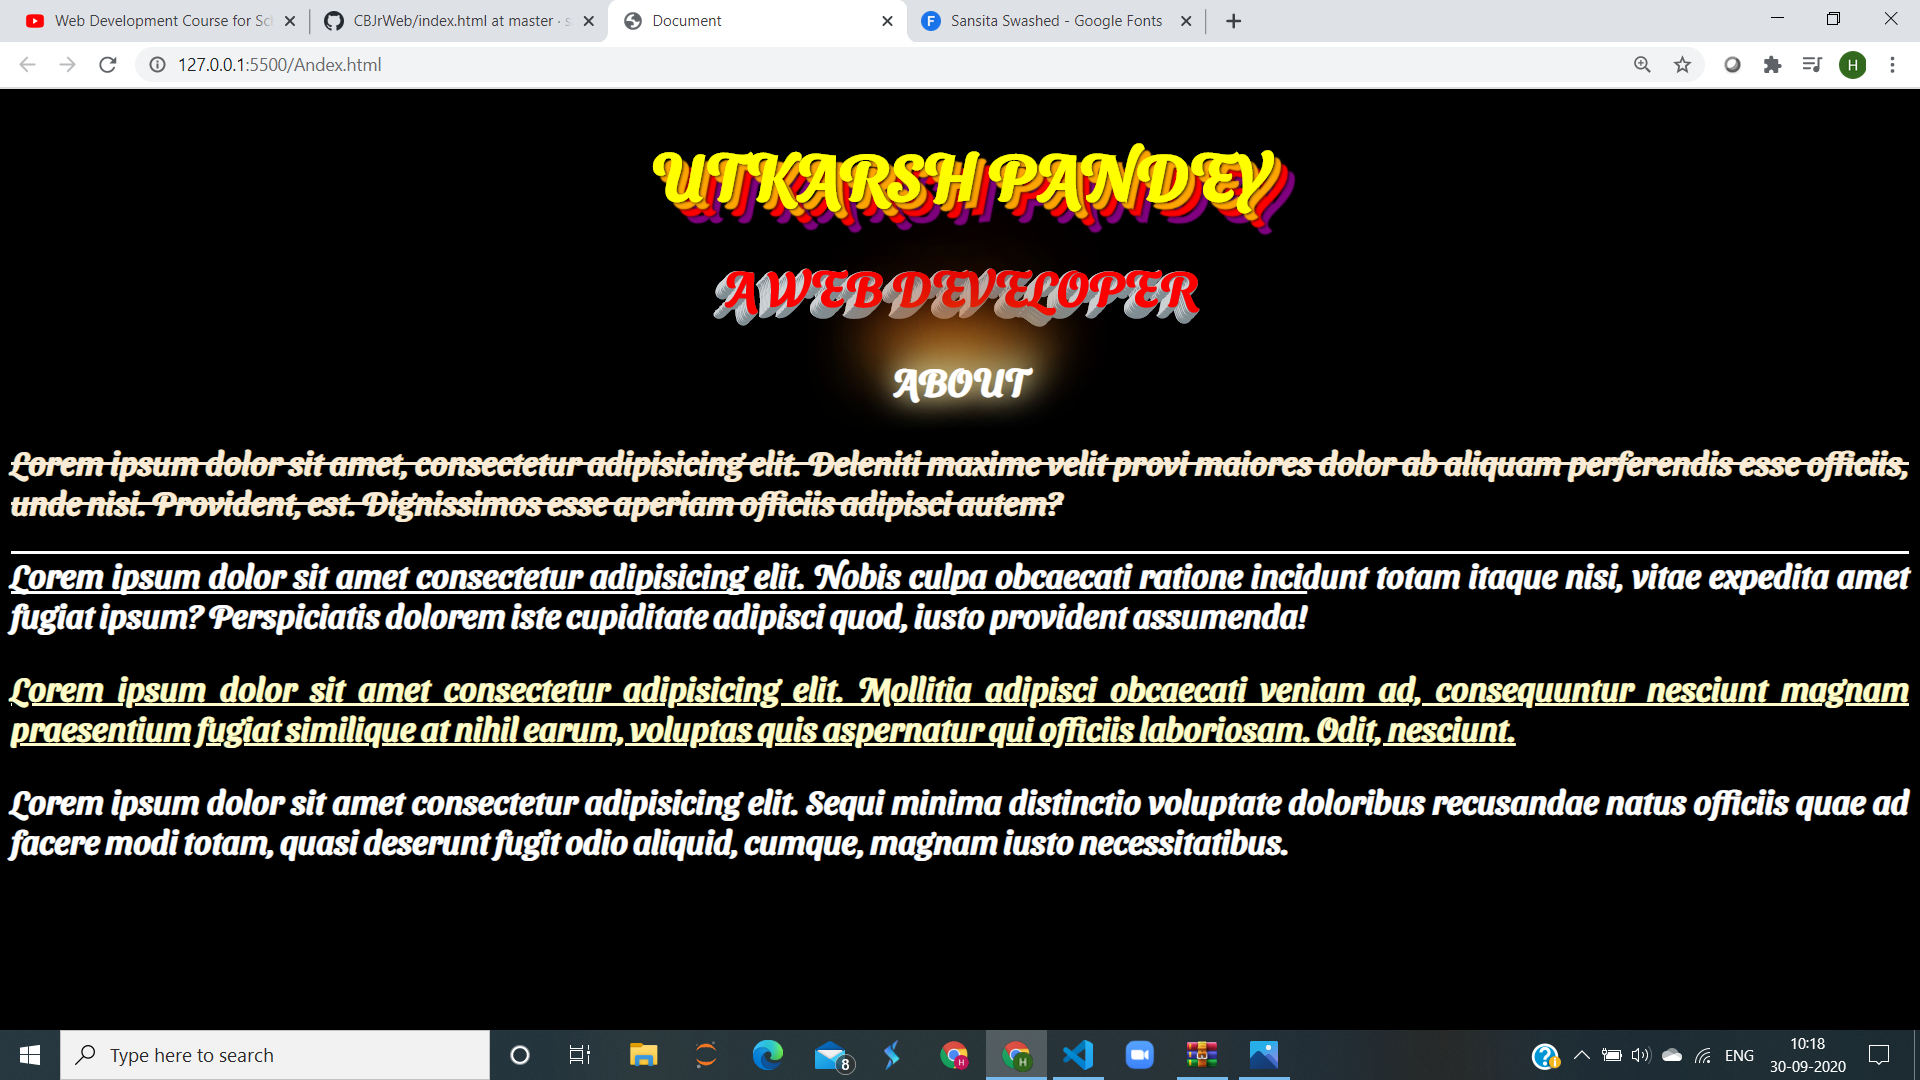 Web Development Course for Sc
CBJrWeb/index.html at master · s
Document
F Sansita Swashed - Google Fonts
127.0.0.1:5500/Andex.html
H
UTKARSH PANDEY
A WEB DEVELOPER
ABOUT
Lorem ipsum dolor sit amet, consectetur adipisicing elit. Deleniti maxime velit provi maiores dolor ab aliquam perferendis esse officiis,
unde nisi. Provident, est. Dignissimos esse aperiam officiis adipisci autem?
Lorem ipsum dolor sit amet consectetur adipisicing elit. Nobis culpa obcaecati ratione incidunt totam itaque nisi, vitae expedita amet
fugiat ipsum? Perspiciatis dolorem iste cupiditate adipisci quod, iusto provident assumenda!
Lorem ipsum dolor sit amet consectetur adipisicing elit. Mollitia adipisci obcaecati veniam ad, consequuntur nesciunt magnam
praesentium fugiat similique at nihil earum, voluptas quis aspernatur qui officiis laboriosam. Odit, nesciunt.
Lorem ipsum dolor sit amet consectetur adipisicing elit. Sequi minima distinctio voluptate doloribus recusandae natus officiis quae ad
facere modi totam, quasi deserunt fugit odio aliquid, cumque, magnam iusto necessitatibus.
Type here to search
8
H
H
ENG
10:18
30-09-2020